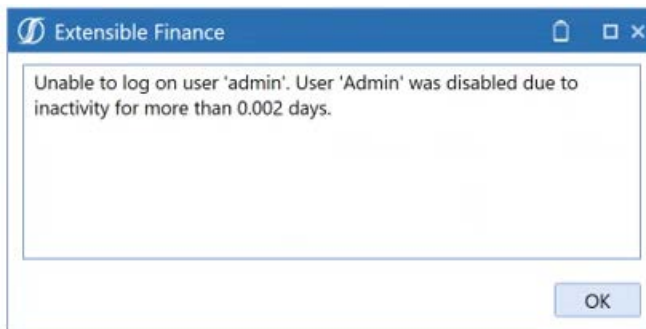 Extensible Finance
Unable to log on user 'admin'. User 'Admin' was disabled due to
inactivity for more than 0.002 days.
OK